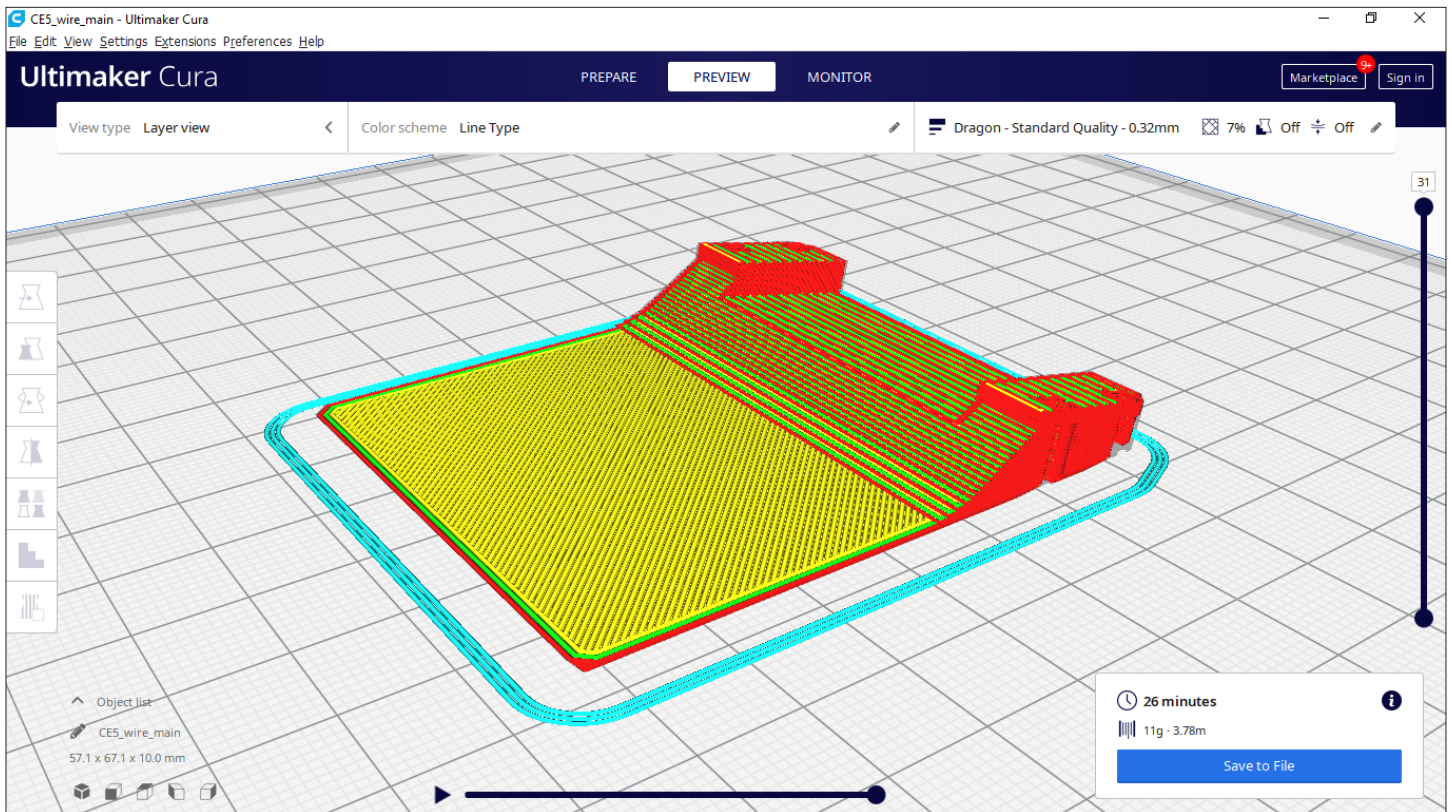 CE5_wire_main - Ultimaker Cura
File Edit View Settings Extensions Preferences Help
Ultimaker Cura
PREPARE
PREVIEW
MONITOR
Marketplace
9+
Sign in
View type Layer view
Color scheme Line Type
Dragon - Standard Quality - 0.32mm 7% Off Off
31
Object list
CE5_wire_main
57.1 x 67.1 x 10.0 mm
26 minutes
11g · 3.78m
Save to File